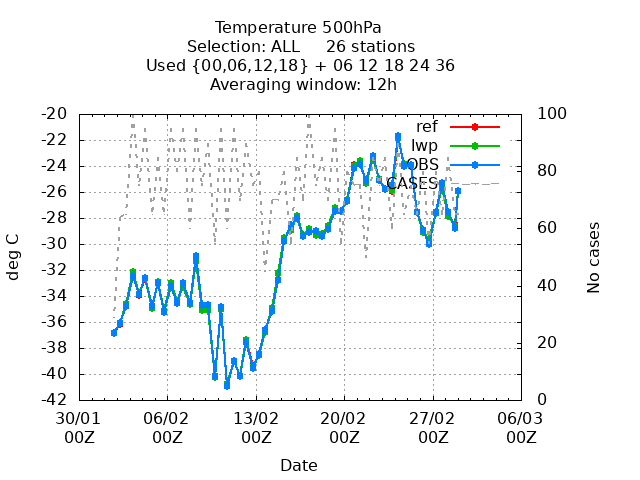 Temperature 500hPa
Selection: ALL     26 stations
Used {00,06,12,18} + 06 12 18 24 36
Averaging window: 12h
ref
lwp
OBS
CASES
-20
-22
-24
-26
-28
-30
-32
-34
-36
-38
-40
-42
100
80
60
40
20
0
deg C
No cases
30/01 06/02 13/02 20/02 27/02 06/03
00Z 00Z 00Z 00Z 00Z 00Z
Date